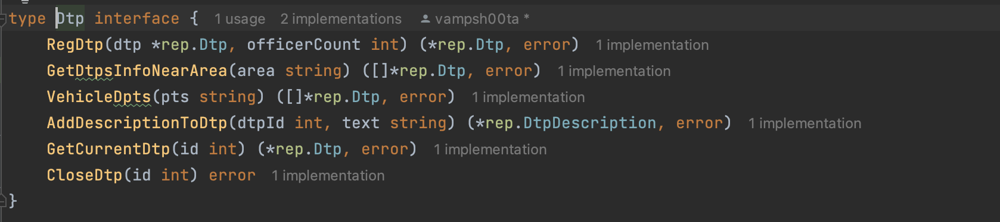 type Dtp interface { 1 usage 2 implementations vampsh00ta *
RegDtp(dtp *rep.Dtp, officerCount int) (*rep.Dtp, error) 1 implementation
GetDtpsInfoNearArea(area string) ([]*rep.Dtp, error) 1 implementation
VehicleDpts(pts string) ([]*rep.Dtp, error) 1 implementation
AddDescriptionToDtp(dtpId int, text string) (*rep.DtpDescription, error) 1 implementation
GetCurrentDtp(id int) (*rep.Dtp, error) 1 implementation
CloseDtp(id int) error 1 implementation
}